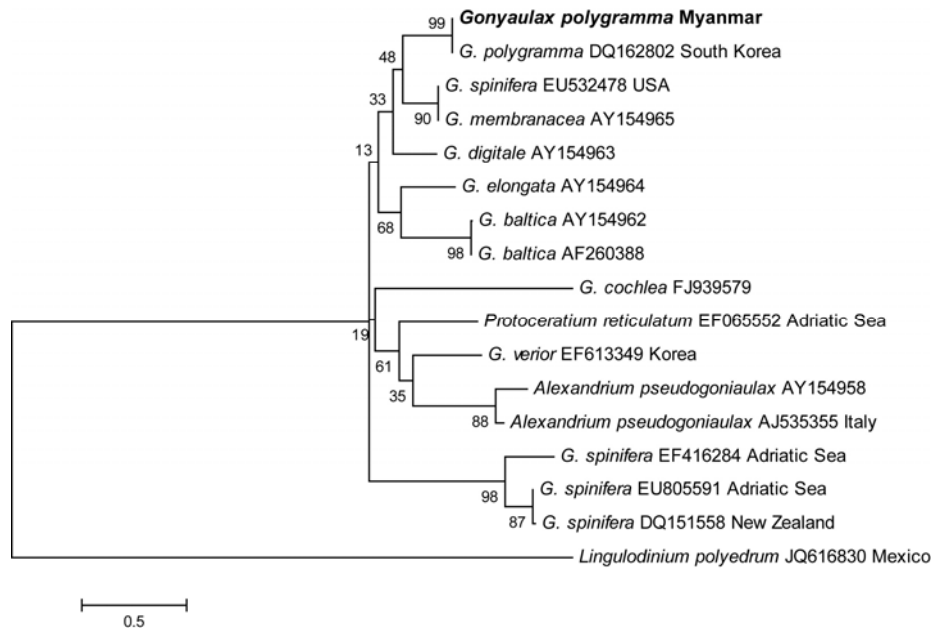 Gonyaulax polygramma Myanmar
99
G. polygramma DQ162802 South Korea
48
G. spinifera EU532478 USA
33
90
G. membranacea AY154965
13
G. digitale AY154963
G. elongata AY154964
68
G. baltica AY154962
98
G. baltica AF260388
G. cochlea FJ939579
19
Protoceratium reticulatum EF065552 Adriatic Sea
61
G. verior EF613349 Korea
35
Alexandrium pseudogoniaulax AY154958
88
Alexandrium pseudogoniaulax AJ535355 Italy
G. spinifera EF416284 Adriatic Sea
98
G. spinifera EU805591 Adriatic Sea
87
G. spinifera DQ151558 New Zealand
Lingulodinium polyedrum JQ616830 Mexico
0.5